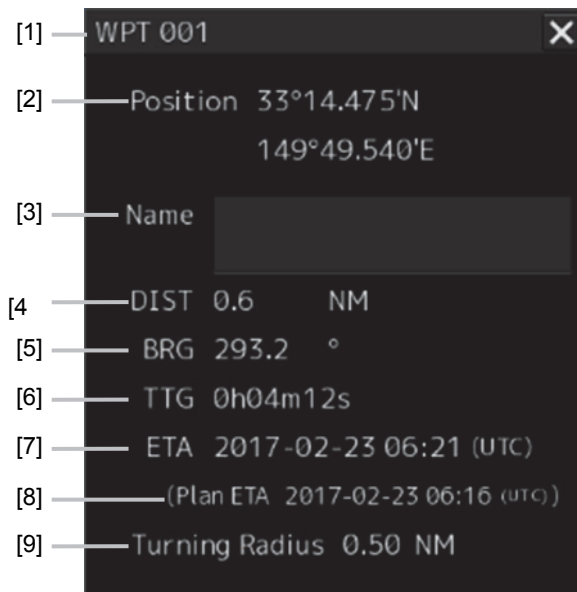 [1] WPT 001
[2] Position 33°14.475'N
149°49.540'E
[3] Name
[4 DIST 0.6 NM
[5] BRG 293.2 °
[6] TTG 0h04m12s
[7] ETA 2017-02-23 06:21 (UTC)
[8] (Plan ETA 2017-02-23 06:16 (UTC))
[9] Turning Radius 0.50 NM